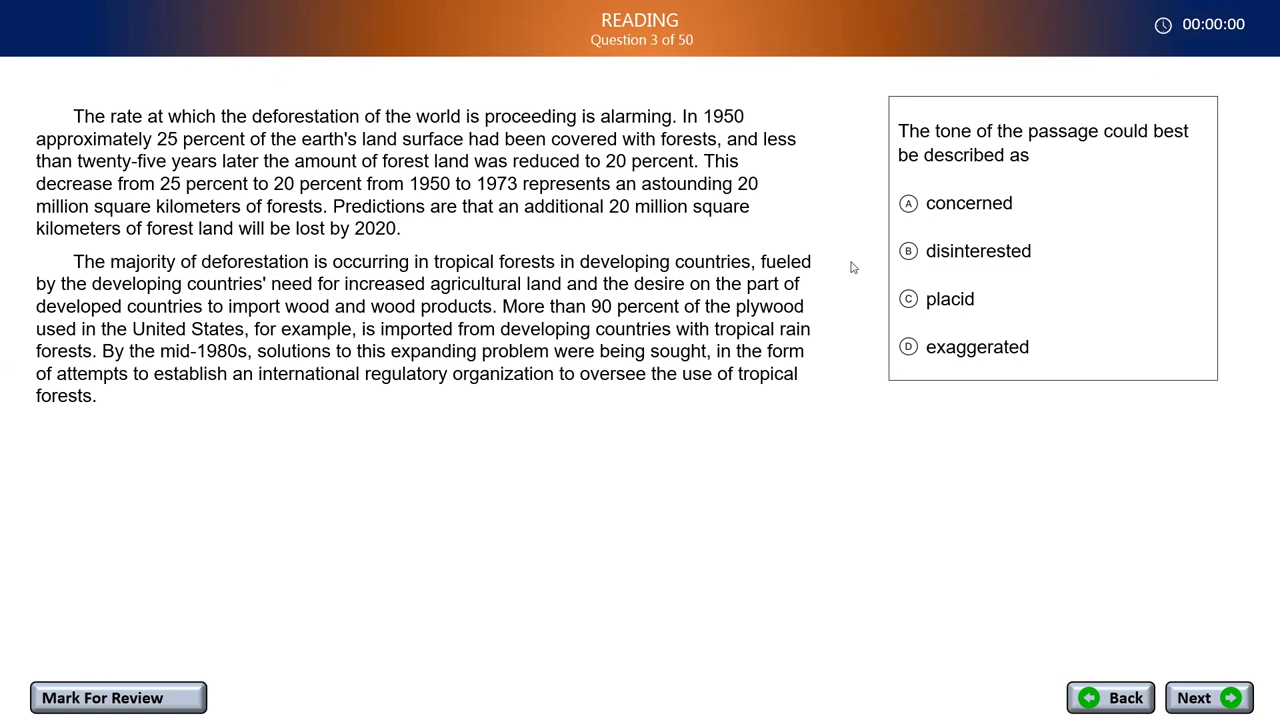 READING
Question 3 of 50
00:00:00
The rate at which the deforestation of the world is proceeding is alarming. In 1950
approximately 25 percent of the earth's land surface had been covered with forests, and less
than twenty-five years later the amount of forest land was reduced to 20 percent. This
decrease from 25 percent to 20 percent from 1950 to 1973 represents an astounding 20
million square kilometers of forests. Predictions are that an additional 20 million square
kilometers of forest land will be lost by 2020.
The majority of deforestation is occurring in tropical forests in developing countries, fueled
by the developing countries' need for increased agricultural land and the desire on the part of
developed countries to import wood and wood products. More than 90 percent of the plywood
used in the United States, for example, is imported from developing countries with tropical rain
forests. By the mid-1980s, solutions to this expanding problem were being sought, in the form
of attempts to establish an international regulatory organization to oversee the use of tropical
forests.
The tone of the passage could best
be described as
A concerned
B disinterested
C placid
D exaggerated
Mark For Review
Back
Next